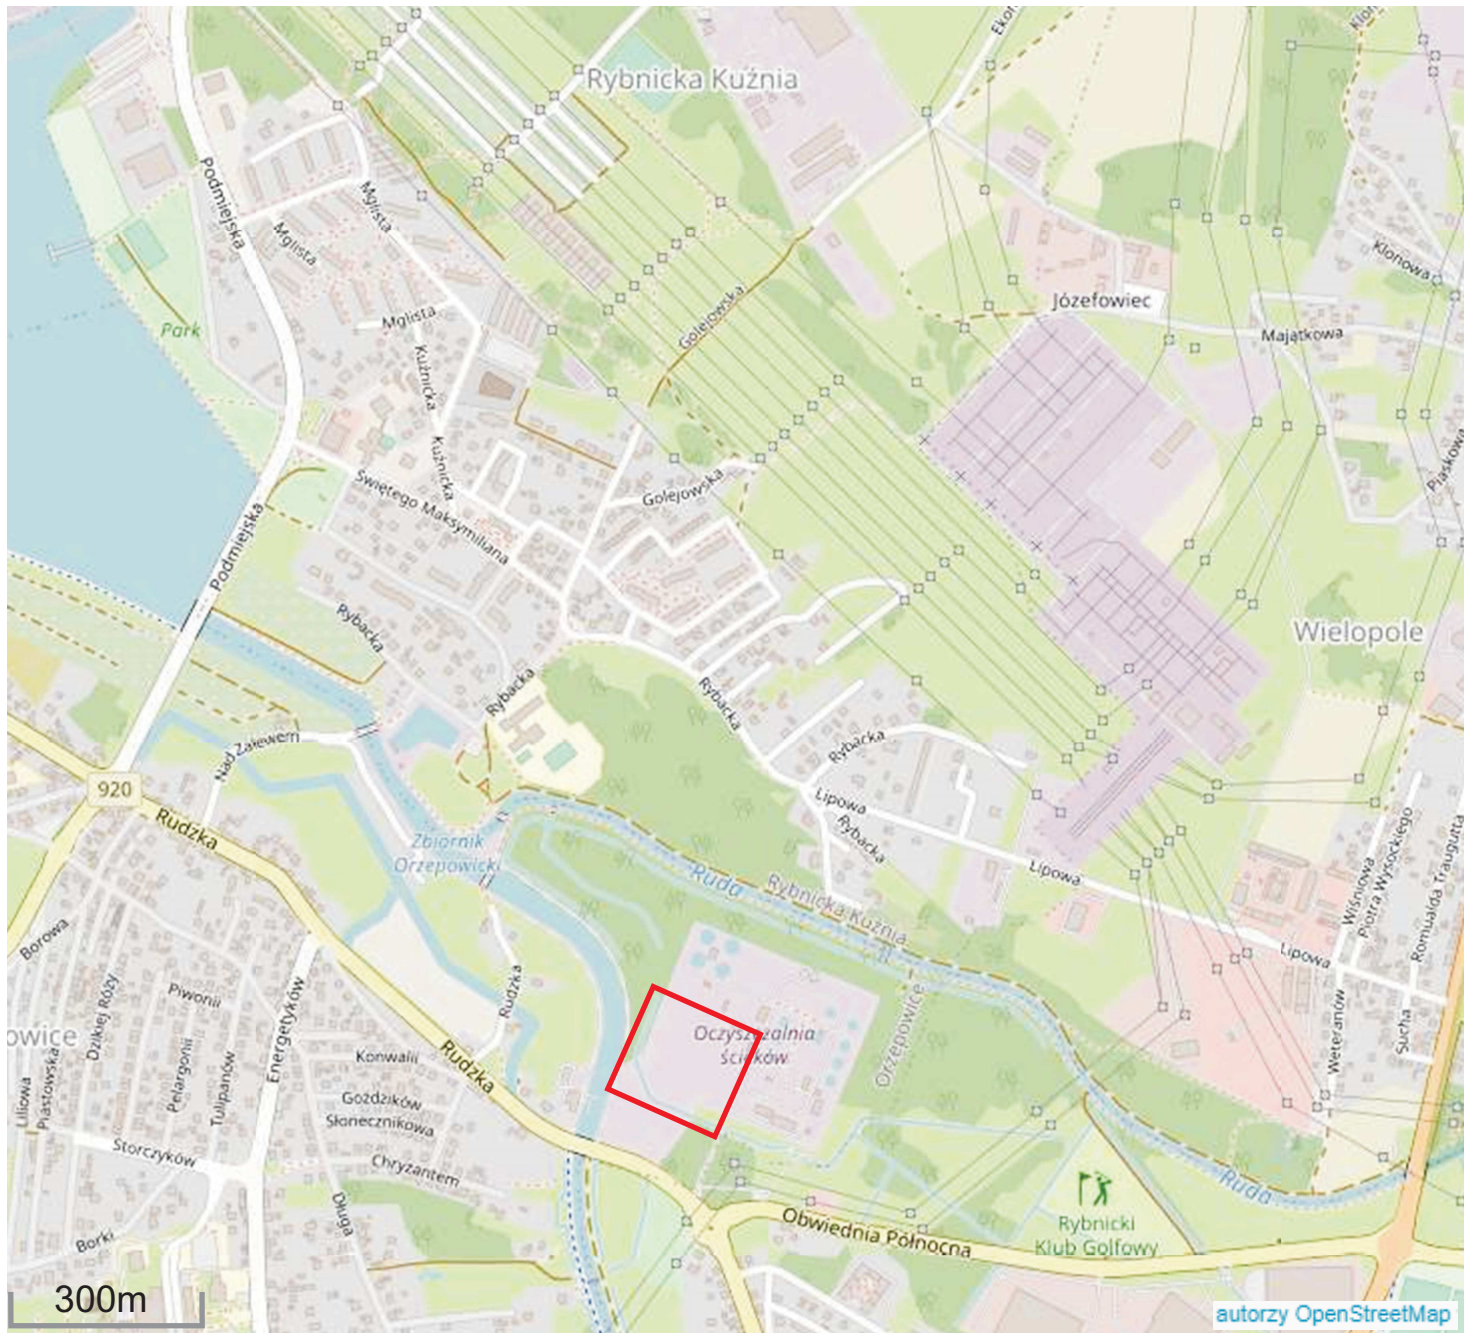 Rybnicka Kuźnia
Podmiejska
Mglista
Mglista
Mglista
Park
Golejowska
Józefowiec
Majątkowa
Klonowa
Piaskowa
Kuźnicka
Kuźnicka
Świętego Maksymiliana
Golejowska
Podmiejska
Rybacka
Rybacka
Rybacka
Wielopole
Nad Zalewem
Rybacka
Lipowa
Rybacka
920
Rudzka
Zbiornik
Orzepowicki
Ruda
Rybnicka Kuźnia
Lipowa
Wiśniowa
Piotra Wysockiego
Romualda Traugutta
Lipowa
Borowa
Dzikiej Róży
Piwonii
Energetyków
Rudzka
Oczyszczalnia
ścieków
Orzepowice
Weteranów
Sucha
owice
Liliowa
Piastowska
Pelargonii
Tulipanów
Konwalii
Goździków
Słonecznikowa
Rudzka
Storczyków
Chryzantem
Długa
Borki
Ruda
Rybnicki
Klub Golfowy
Obwiednia Północna
300m
autorzy OpenStreetMap